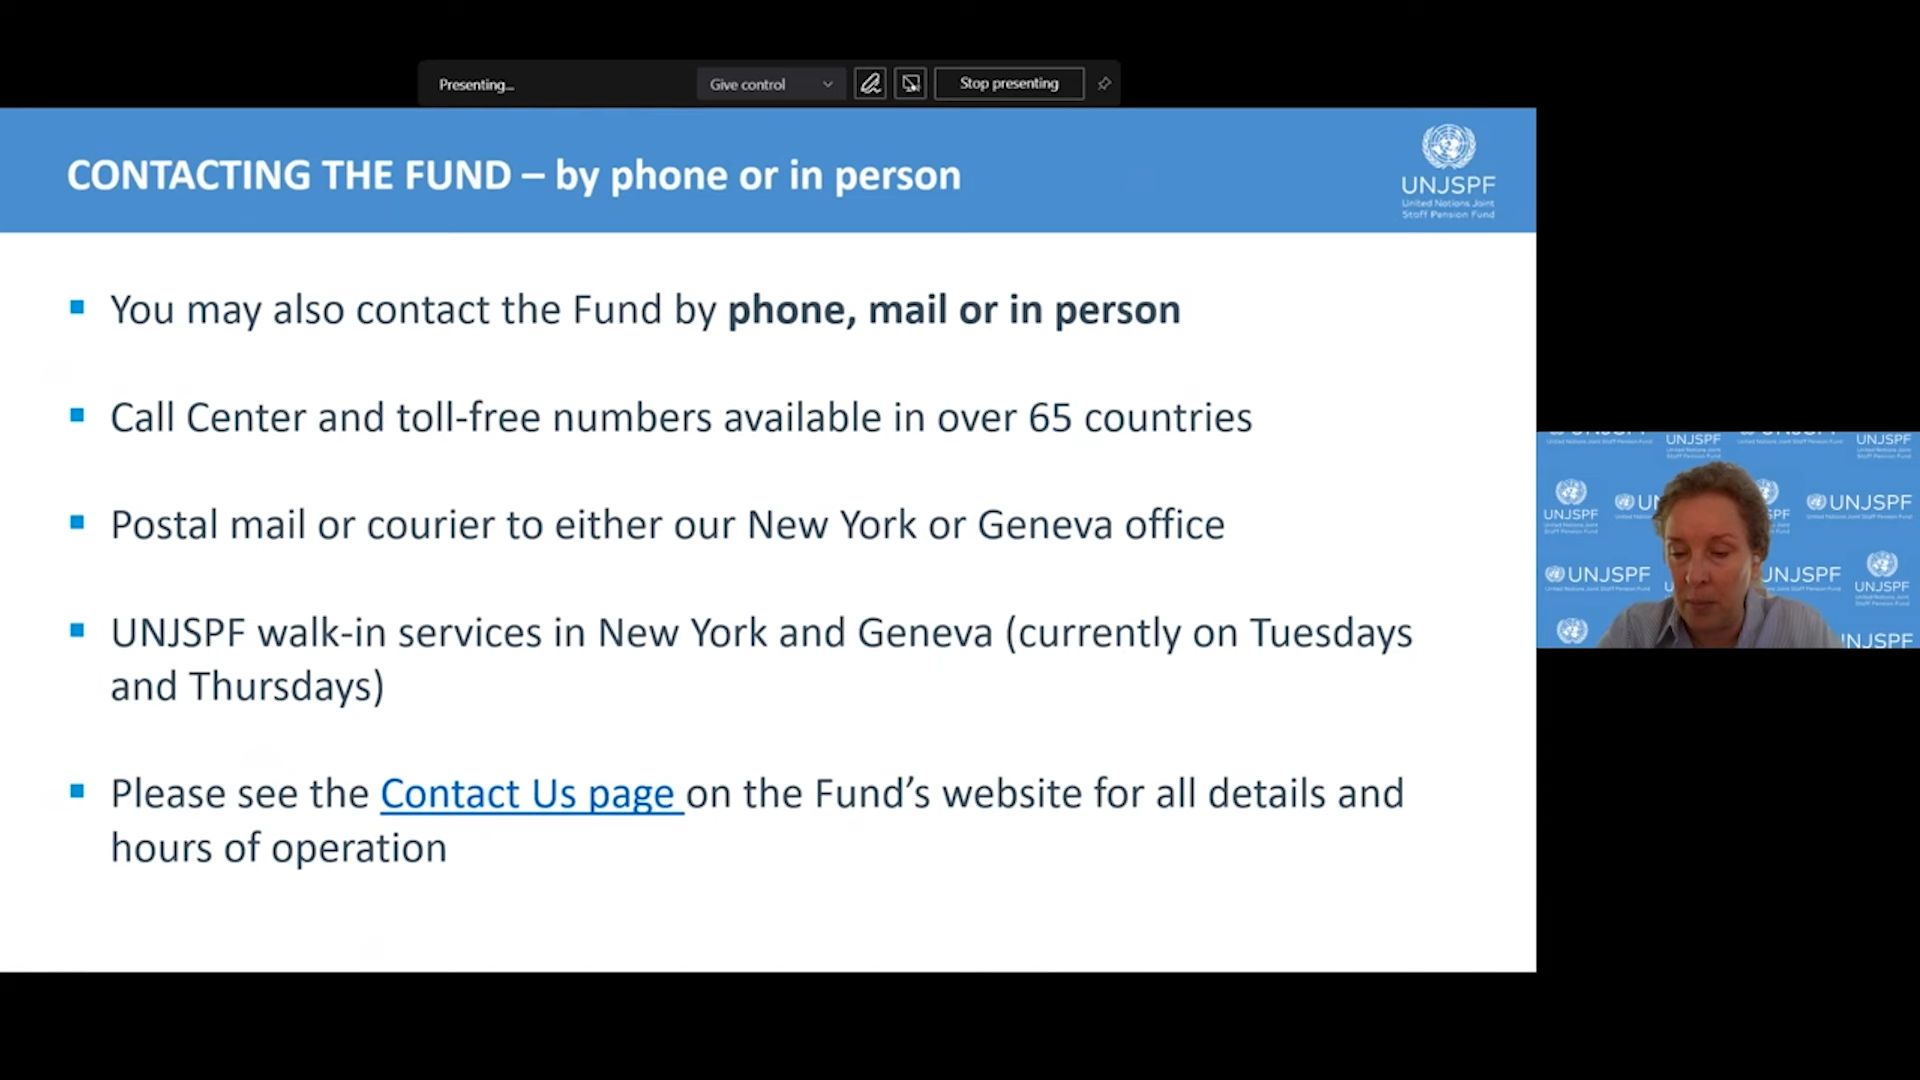 Presenting...
Give control
Stop presenting
CONTACTING THE FUND – by phone or in person
UNJSPF
United Nations Joint
Staff Pension Fund
You may also contact the Fund by phone, mail or in person
Call Center and toll-free numbers available in over 65 countries
Postal mail or courier to either our New York or Geneva office
UNJSPF walk-in services in New York and Geneva (currently on Tuesdays
and Thursdays)
Please see the Contact Us page on the Fund's website for all details and
hours of operation
UNJSPF
UNJSPF
UNJSPF
UNJSPF
UNJSPF
UNJSPF
UNJSPF